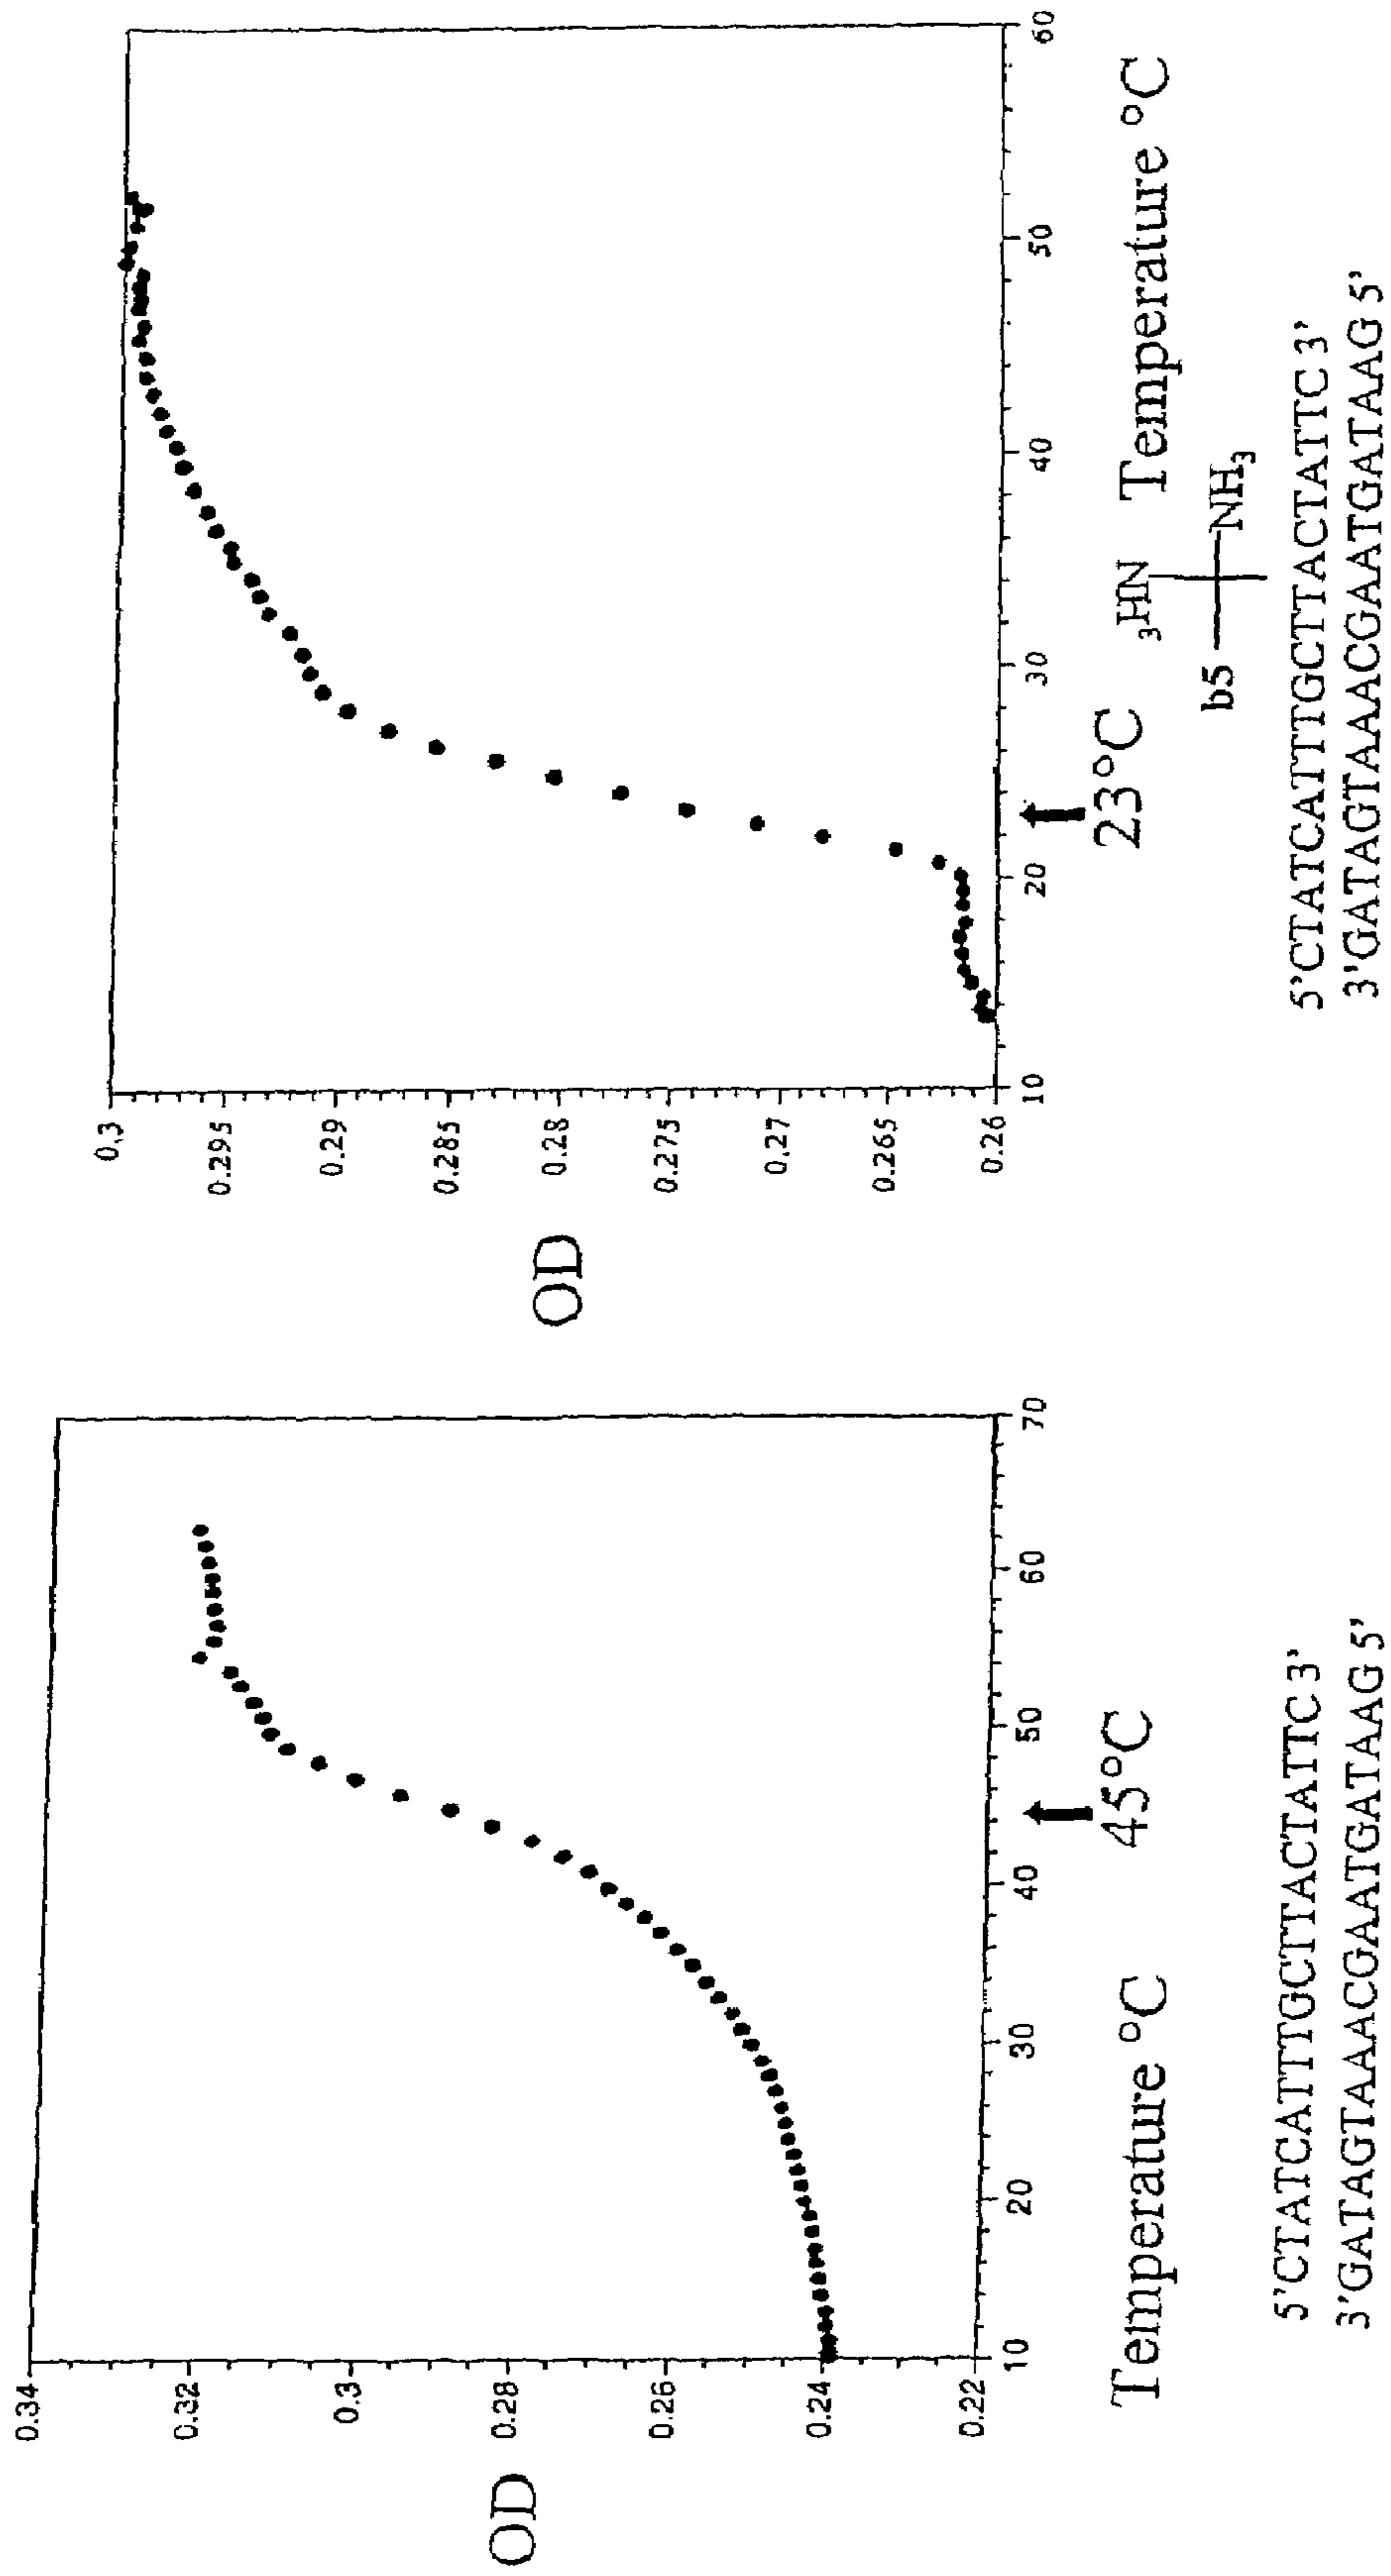 OD
0.34
0.32
0.3
0.28
0.26
0.24
0.22
10 20 30 40 50 60 70
Temperature °C
45°C
5'CTATCATTTGCTTACTATTC 3'
3'GATAGTAAACGAATGATAAG 5'
OD
0.3
0.295
0.29
0.285
0.28
0.275
0.27
0.265
0.26
10 20 30 40 50 60
23°C
Temperature °C
₃HN
b5
NH₃
5'CTATCATTTGCTTACTATTC 3'
3'GATAGTAAACGAATGATAAG 5'